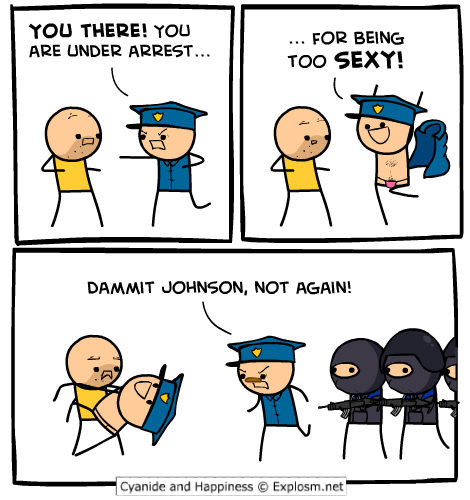 YOU THERE! YOU
ARE UNDER ARREST...
... FOR BEING
TOO SEXY!
DAMMIT JOHNSON, NOT AGAIN!
Cyanide and Happiness © Explosm.net